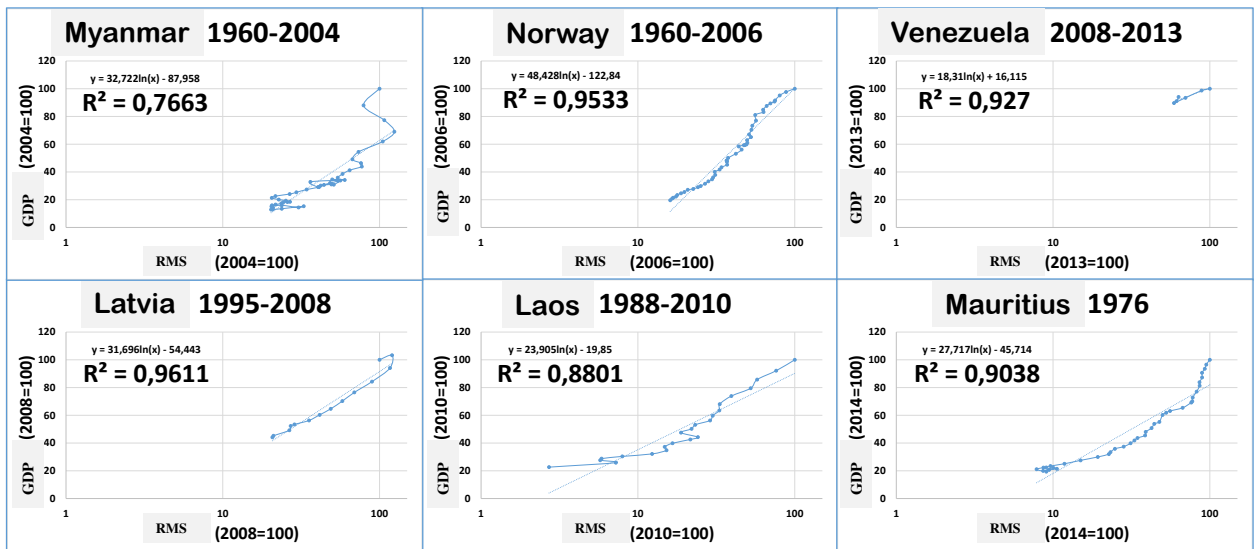 Myanmar 1960-2004
y = 32,722ln(x) - 87,958
R² = 0,7663
120
100
80
60
40
20
0
1
10
100
GDP (2004=100)
RMS (2004=100)
Norway 1960-2006
y = 48,428ln(x) - 122,84
R² = 0,9533
120
100
80
60
40
20
0
1
10
100
GDP (2006=100)
RMS (2006=100)
Venezuela 2008-2013
y = 18,31ln(x) + 16,115
R² = 0,927
120
100
80
60
40
20
0
1
10
100
GDP (2013=100)
RMS (2013=100)
Latvia 1995-2008
y = 31,696ln(x) - 54,443
R² = 0,9611
120
100
80
60
40
20
0
1
10
100
GDP (2008=100)
RMS (2008=100)
Laos 1988-2010
y = 23,905ln(x) - 19,85
R² = 0,8801
120
100
80
60
40
20
0
1
10
100
GDP (2010=100)
RMS (2010=100)
Mauritius 1976
y = 27,717ln(x) - 45,714
R² = 0,9038
120
100
80
60
40
20
0
1
10
100
GDP (2014=100)
RMS (2014=100)